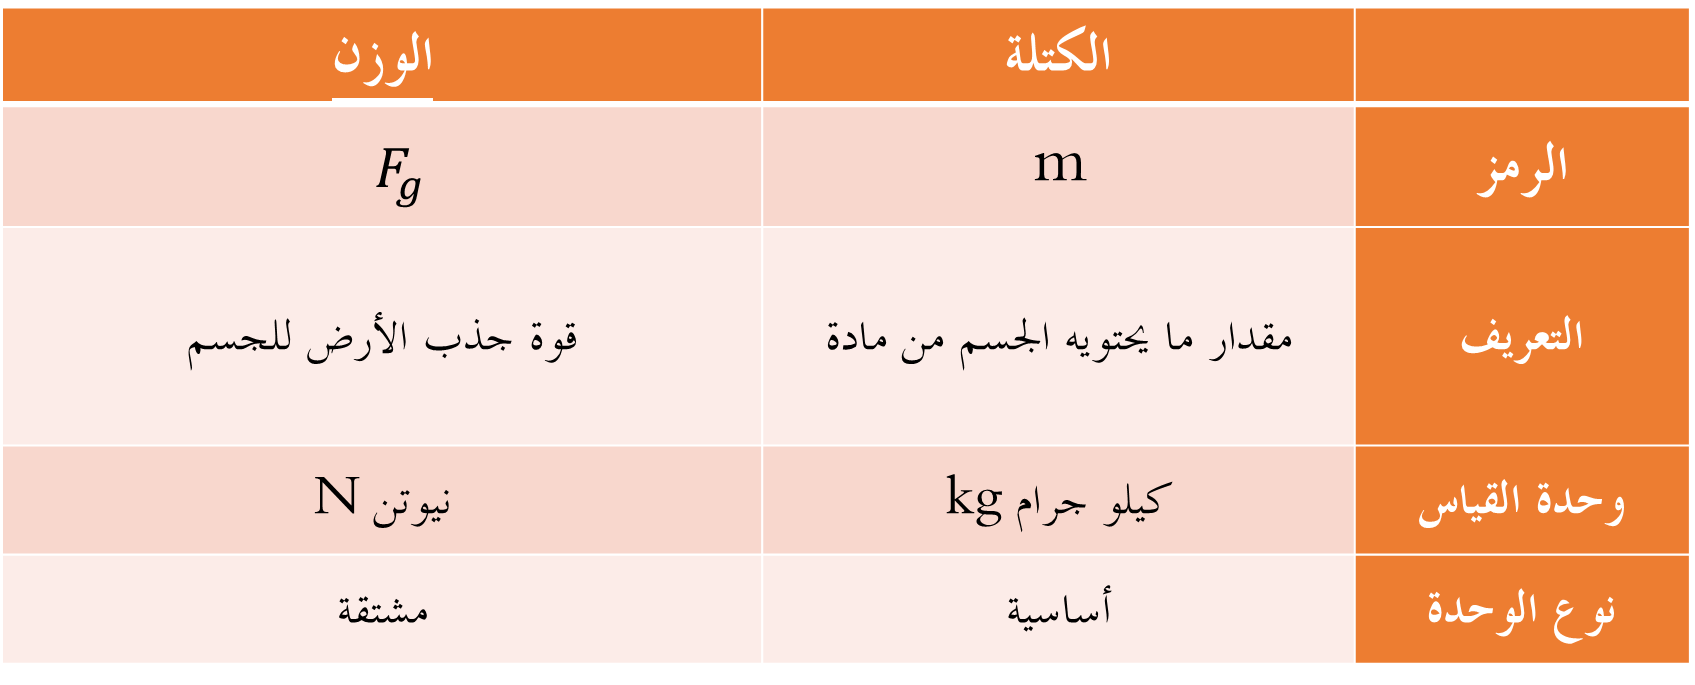 الكتلة
الوزن
الرمز
m
F_g
التعريف
مقدار ما يحتويه الجسم من مادة
قوة جذب الأرض للجسم
وحدة القياس
كيلو جرام kg
نيوتن N
نوع الوحدة
أساسية
مشتقة